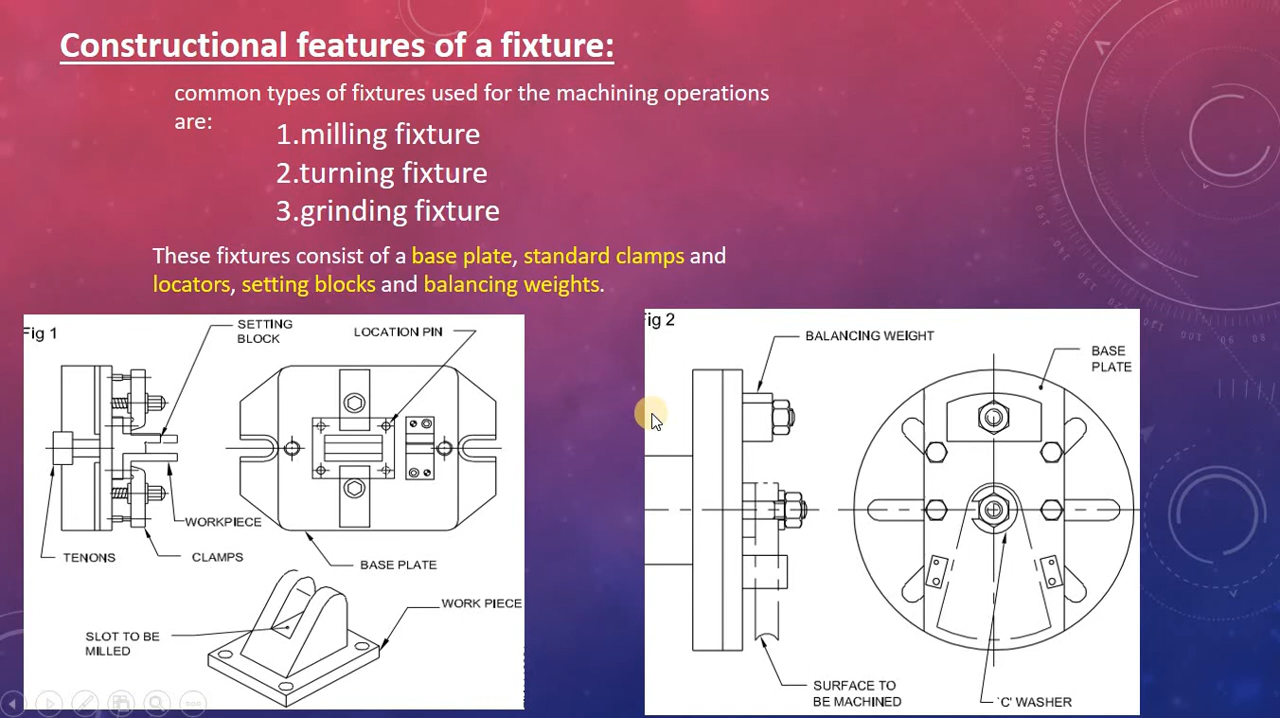 Constructional features of a fixture:
common types of fixtures used for the machining operations
are:
1.milling fixture
2.turning fixture
3.grinding fixture
These fixtures consist of a base plate, standard clamps and
locators, setting blocks and balancing weights.
Fig 1
SETTING
BLOCK
LOCATION PIN
WORKPIECE
TENONS
CLAMPS
BASE PLATE
WORK PIECE
SLOT TO BE
MILLED
ig 2
BALANCING WEIGHT
BASE
PLATE
SURFACE TO
BE MACHINED
'C' WASHER